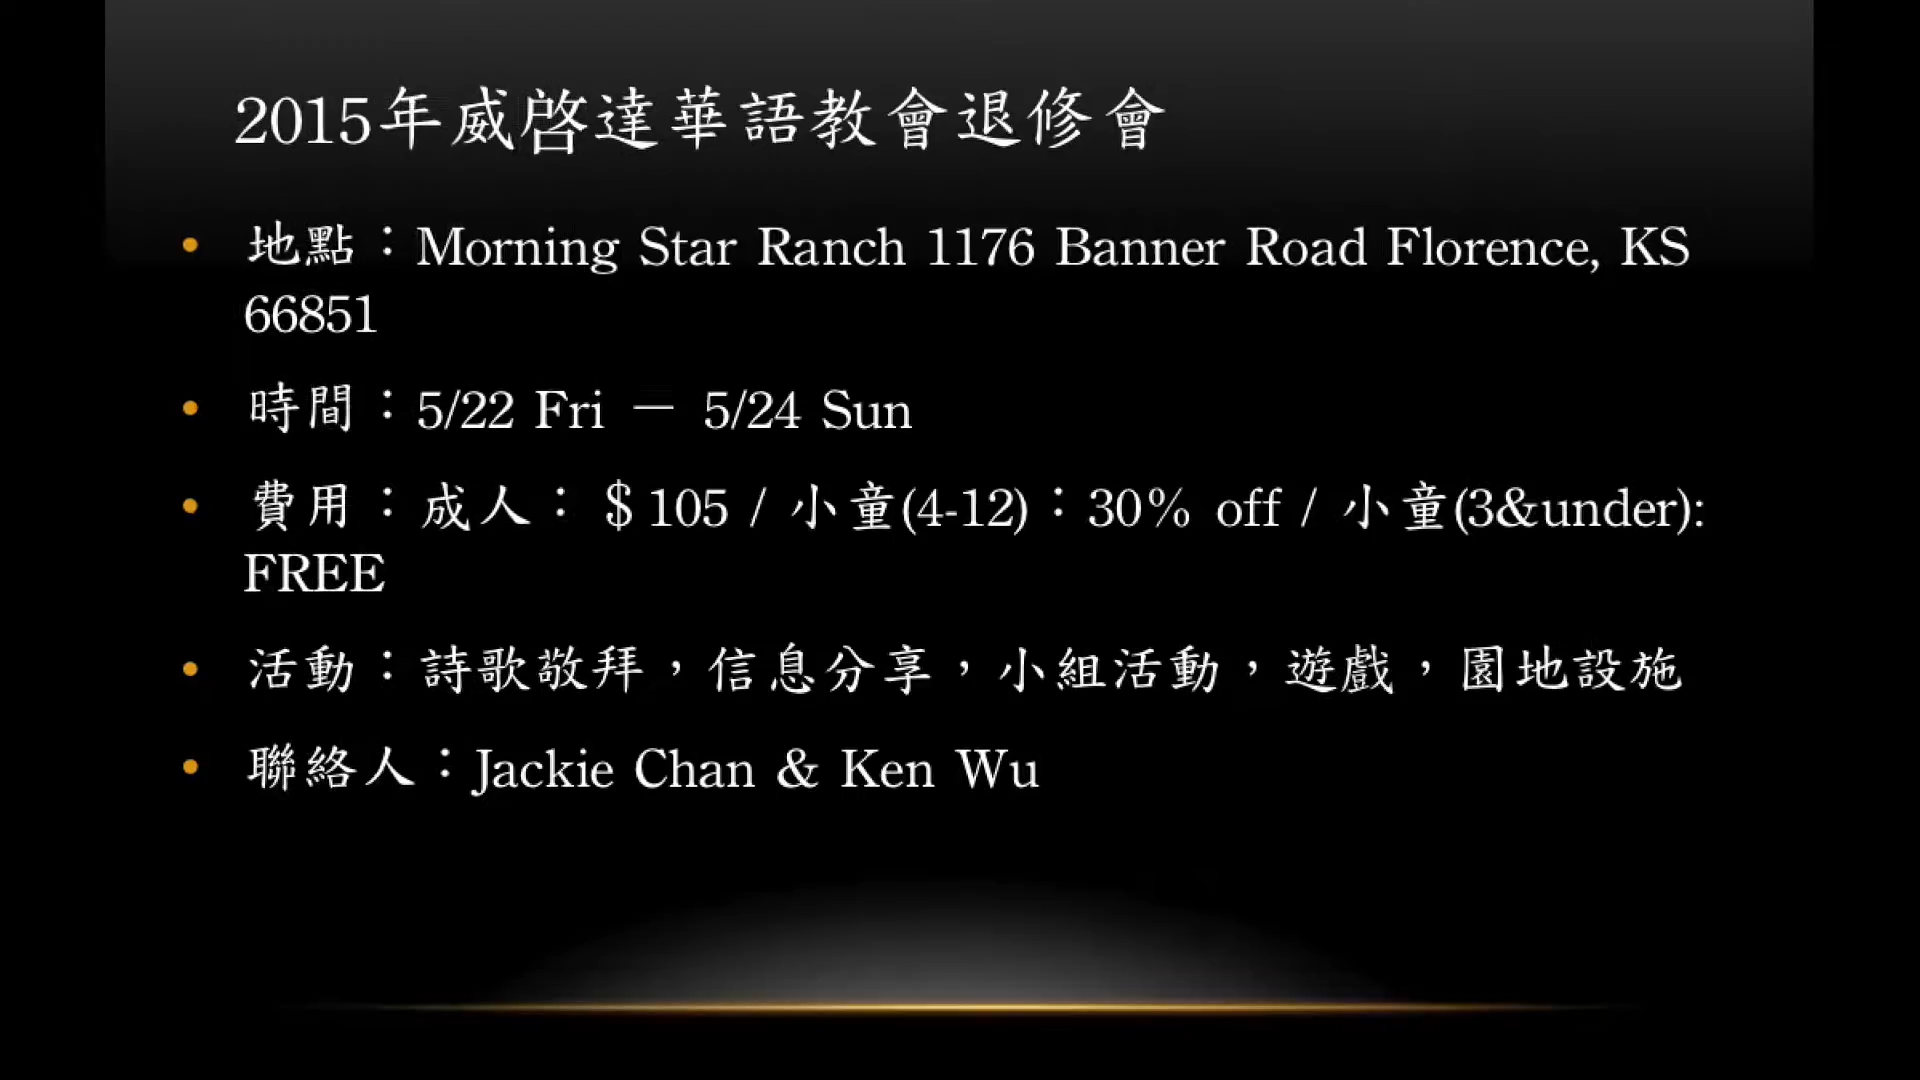 2015年威啓達華語教會退修會
• 地點：Morning Star Ranch 1176 Banner Road Florence, KS
66851
• 時間：5/22 Fri － 5/24 Sun
• 費用：成人：＄105 / 小童(4-12)：30% off / 小童(3&under):
FREE
• 活動：詩歌敬拜，信息分享，小組活動，遊戲，園地設施
• 聯絡人：Jackie Chan & Ken Wu